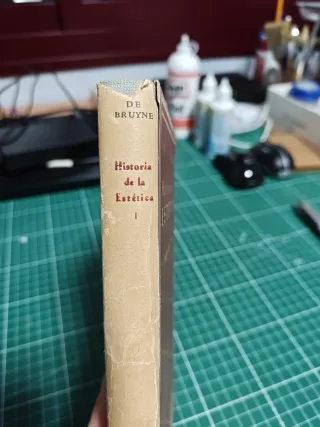 DE
BRUYNE
Historia
de la
Estética
I